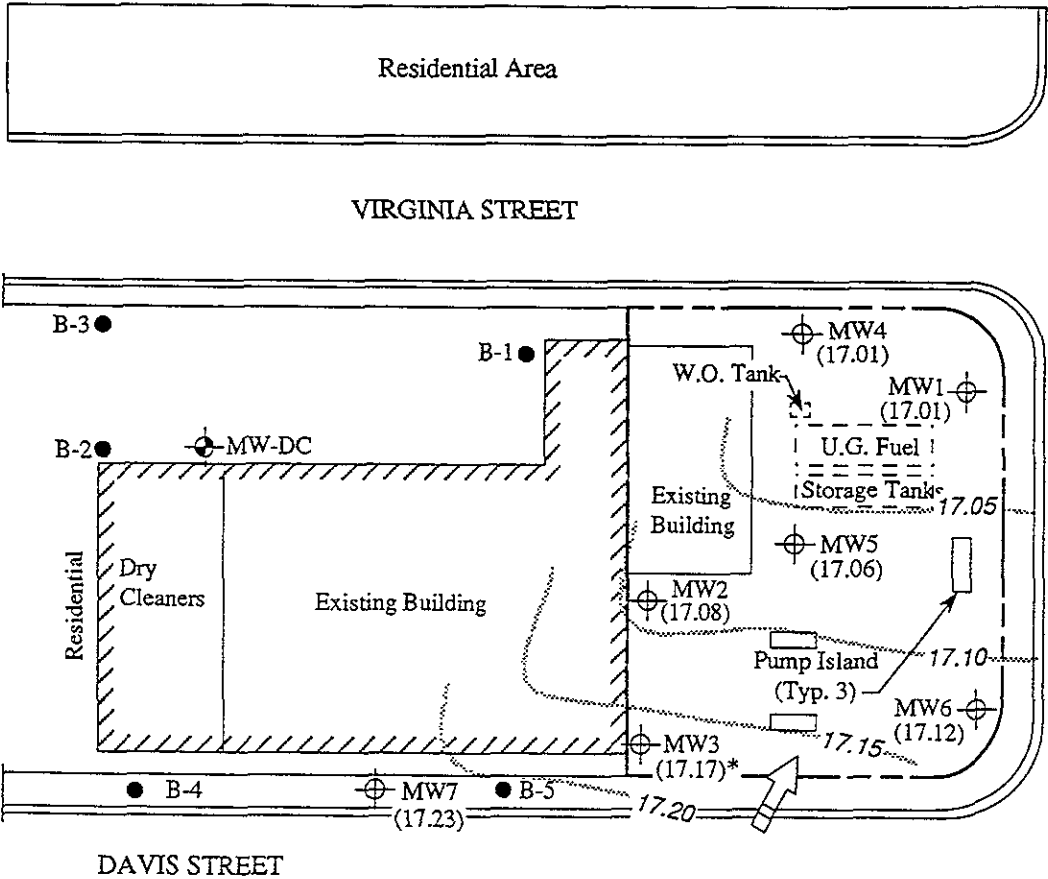 Residential Area
VIRGINIA STREET
B-3
B-1
MW4
(17.01)
W.O. Tank
MW1
(17.01)
B-2
MW-DC
U.G. Fuel
Storage Tanks
17.05
Existing
Building
MW5
(17.06)
Residential
Dry
Cleaners
Existing Building
MW2
(17.08)
17.10
Pump Island
(Typ. 3)
MW6
(17.12)
MW3
(17.17)*
17.15
B-4
MW7
(17.23)
B-5
17.20
DAVIS STREET